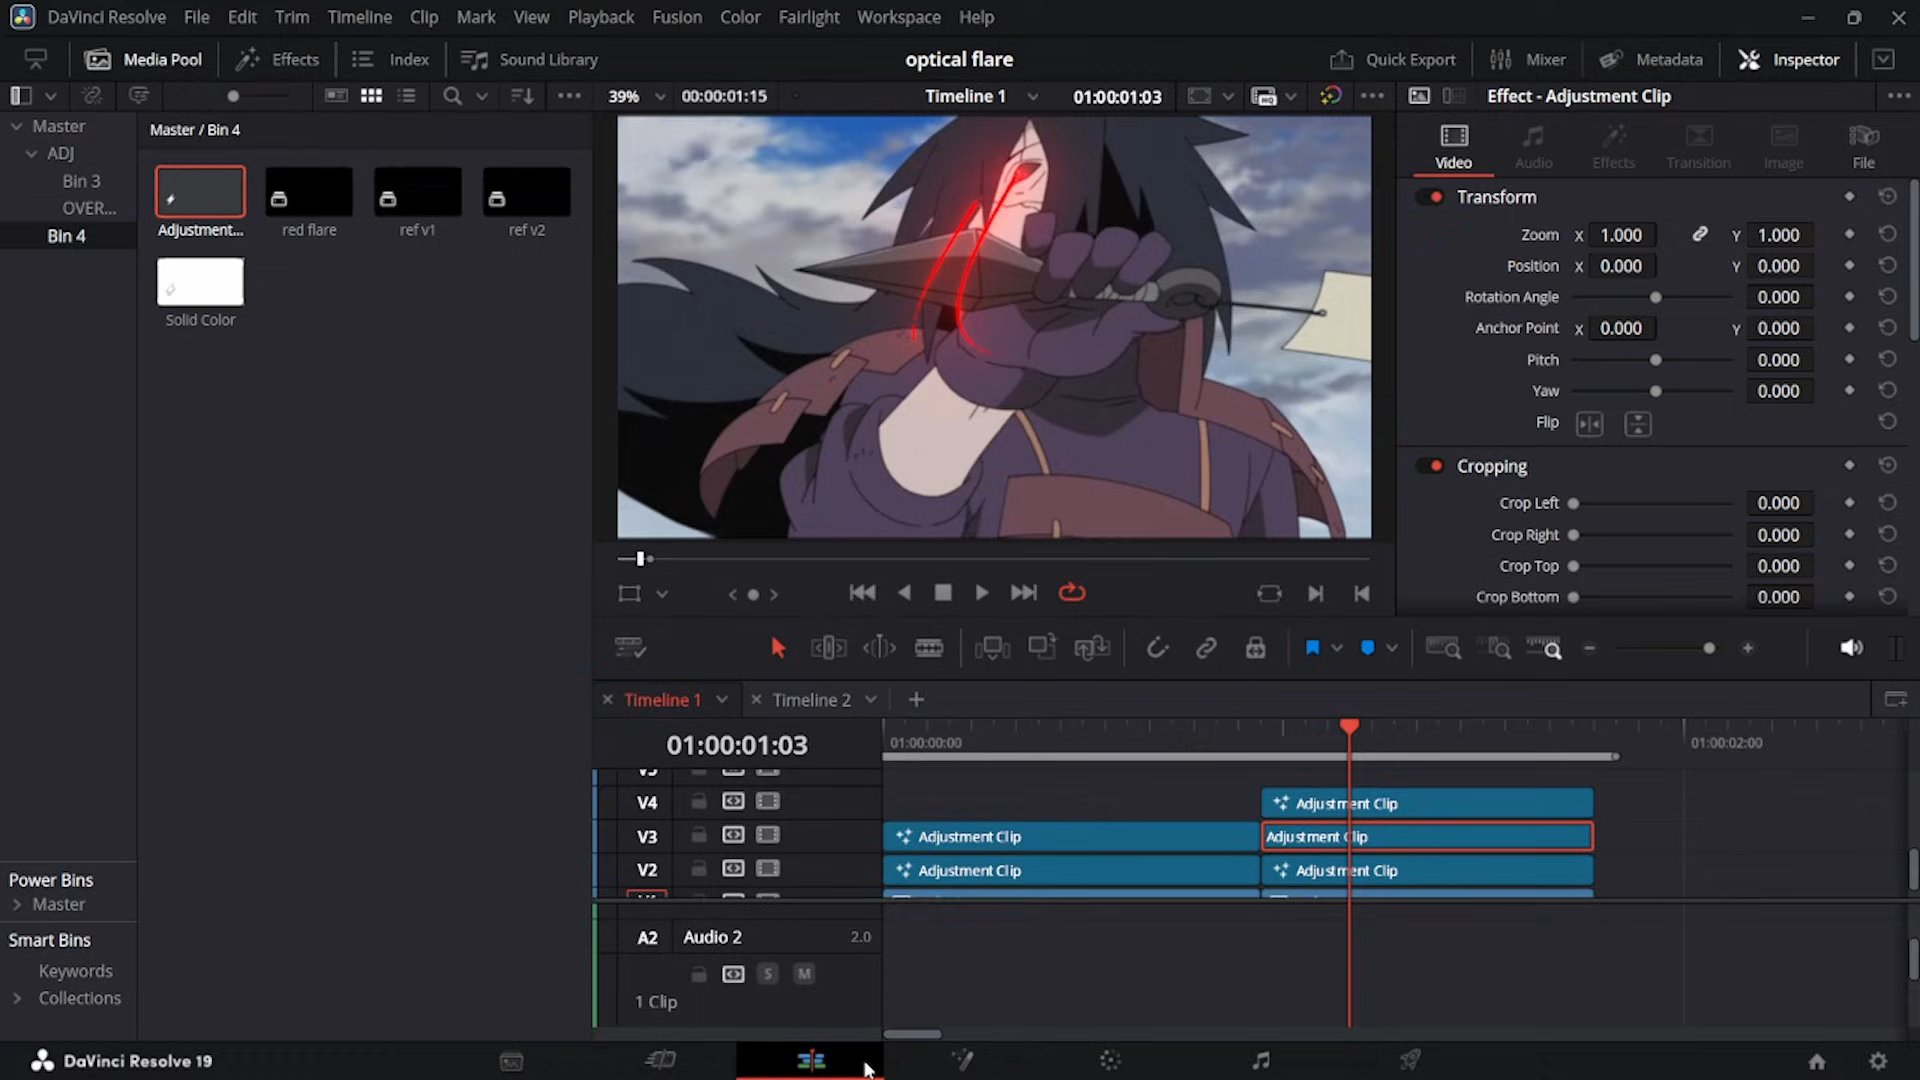 DaVinci Resolve File Edit Trim Timeline Clip Mark View Playback Fusion Color Fairlight Workspace Help
Media Pool Effects Index Sound Library optical flare Quick Export Mixer Metadata Inspector
39% 00:00:01:15 Timeline 1 01:00:01:03 Effect - Adjustment Clip
Master
ADJ
Bin 3
OVER...
Bin 4
Master / Bin 4
Adjustment... red flare ref v1 ref v2
Solid Color
Video Audio Effects Transition Image File
Transform
Zoom X 1.000 Y 1.000
Position X 0.000 Y 0.000
Rotation Angle 0.000
Anchor Point X 0.000 Y 0.000
Pitch 0.000
Yaw 0.000
Flip
Cropping
Crop Left 0.000
Crop Right 0.000
Crop Top 0.000
Crop Bottom 0.000
Timeline 1 Timeline 2
01:00:01:03 01:00:00:00 01:00:02:00
V4 Adjustment Clip
V3 Adjustment Clip Adjustment Clip
V2 Adjustment Clip Adjustment Clip
A2 Audio 2 2.0
S M
1 Clip
Power Bins
Master
Smart Bins
Keywords
Collections
DaVinci Resolve 19